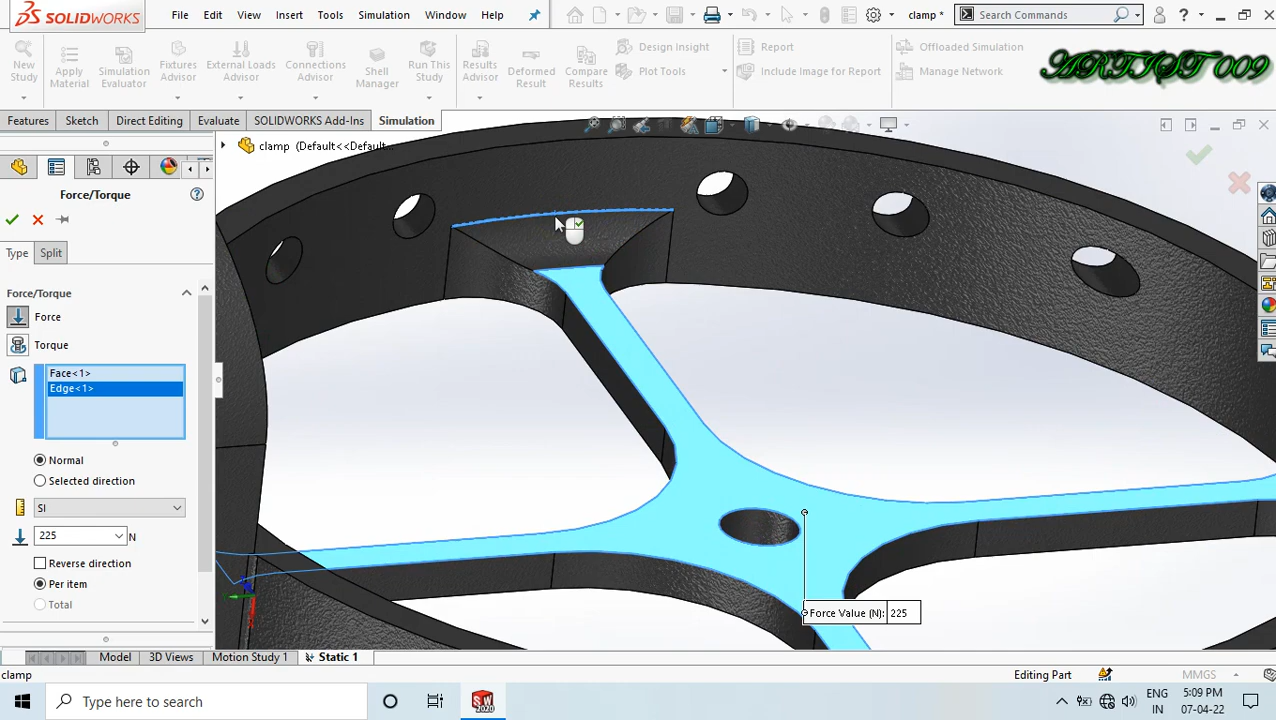 SOLIDWORKS File Edit View Insert Tools Simulation Window Help clamp * Search Commands ?
New Study Apply Material Simulation Evaluator Fixtures Advisor External Loads Advisor Connections Advisor Shell Manager Run This Study Results Advisor Deformed Result Compare Results Design Insight Plot Tools Report Include Image for Report Offloaded Simulation Manage Network
ARTIST 009
Features Sketch Direct Editing Evaluate SOLIDWORKS Add-Ins Simulation
clamp (Default<<Default...
Force/Torque
Type Split
Force/Torque
Force
Torque
Face<1>
Edge<1>
Normal
Selected direction
SI
225 N
Reverse direction
Per item
Total
Force Value (N): 225
Model 3D Views Motion Study 1 Static 1
clamp Editing Part MMGS
Type here to search
SW 2020
ENG IN
5:09 PM
07-04-22